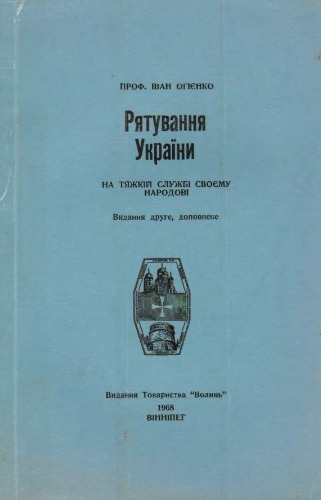 ПРОФ. ІВАН ОГІЄНКО
Рятування
України
НА ТЯЖКІЙ СЛУЖБІ СВОЄМУ
НАРОДОВІ
Видання друге, доповнене
Видання Товариства "Волинь"
1968
ВІННІПЕГ